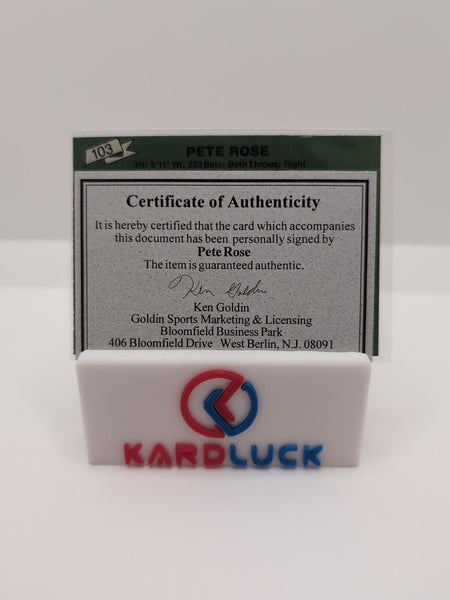 103
PETE ROSE
Ht: 5'11" Wt: 203 Bats: Both Throws: Right
Certificate of Authenticity
It is hereby certified that the card which accompanies
this document has been personally signed by
Pete Rose
The item is guaranteed authentic.
Ken Goldin
Ken Goldin
Goldin Sports Marketing & Licensing
Bloomfield Business Park
406 Bloomfield Drive West Berlin, N.J. 08091
KARDLUCK